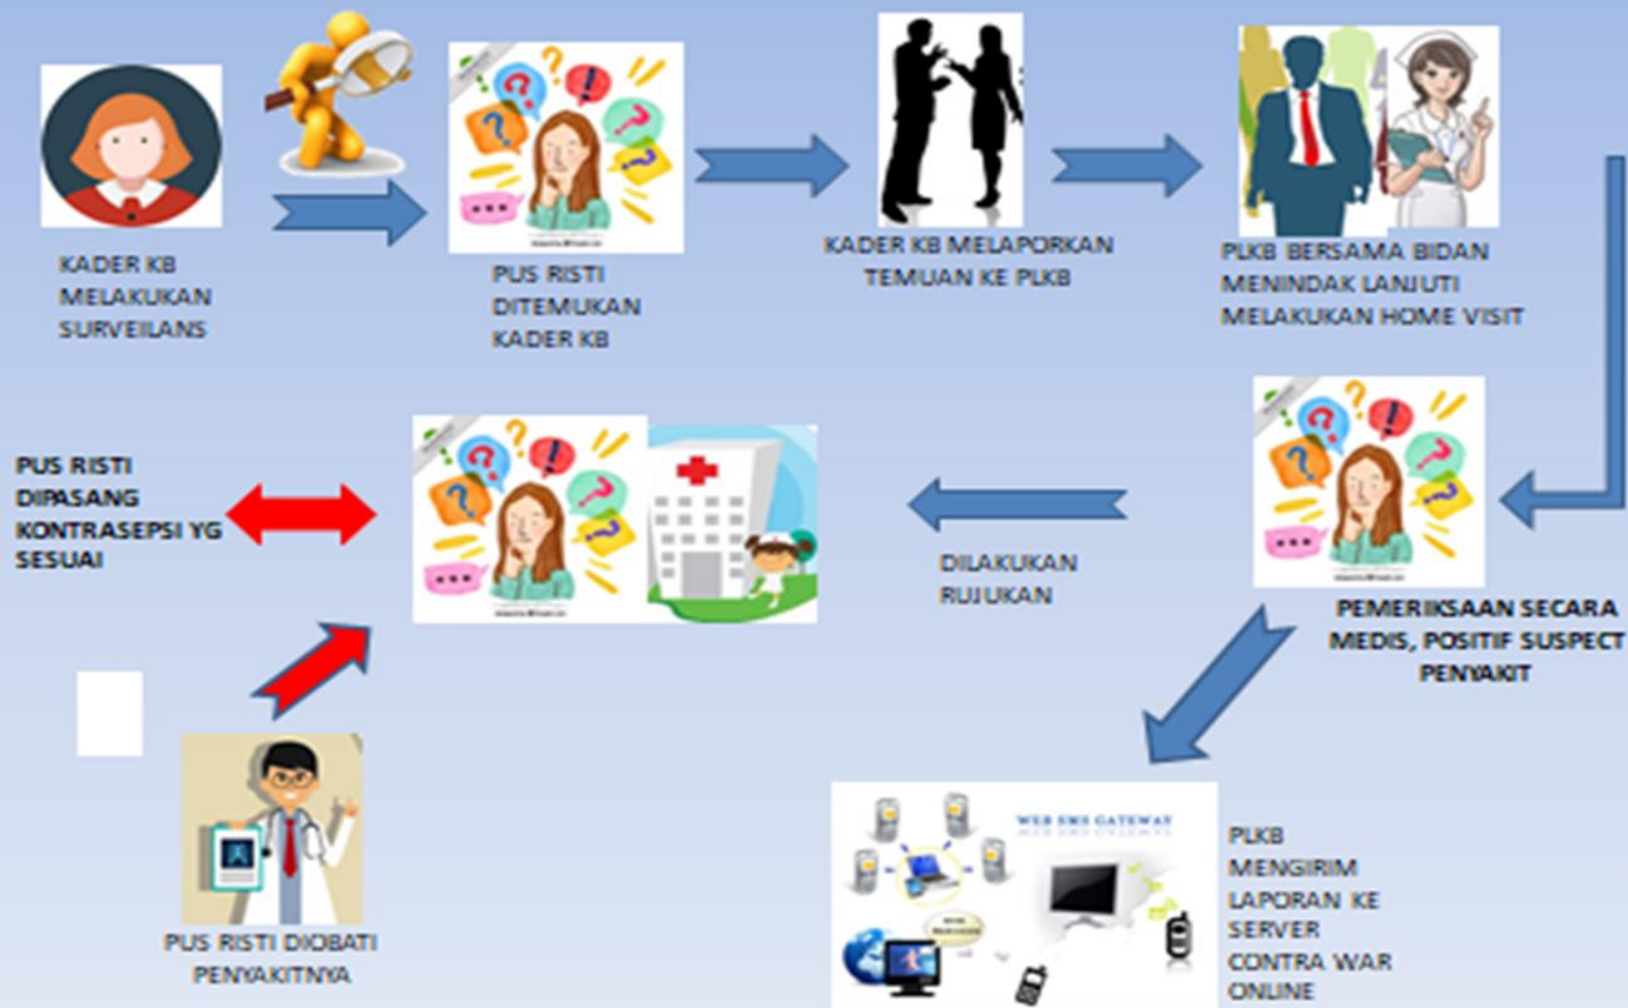 KADER KB
MELAKUKAN
SURVEILANS
PUS RISTI
DITEMUKAN
KADER KB
KADER KB MELAPORKAN
TEMUAN KE PLKB
PLKB BERSAMA BIDAN
MENINDAK LANJUTI
MELAKUKAN HOME VISIT
PUS RISTI
DIPASANG
KONTRASEPSI YG
SESUAI
DILAKUKAN
RUJUKAN
PEMERIKSAAN SECARA
MEDIS, POSITIF SUSPECT
PENYAKIT
PUS RISTI DIOBATI
PENYAKITNYA
WEB SMS GATEWAY
PLKB
MENGIRIM
LAPORAN KE
SERVER
CONTRA WAR
ONLINE